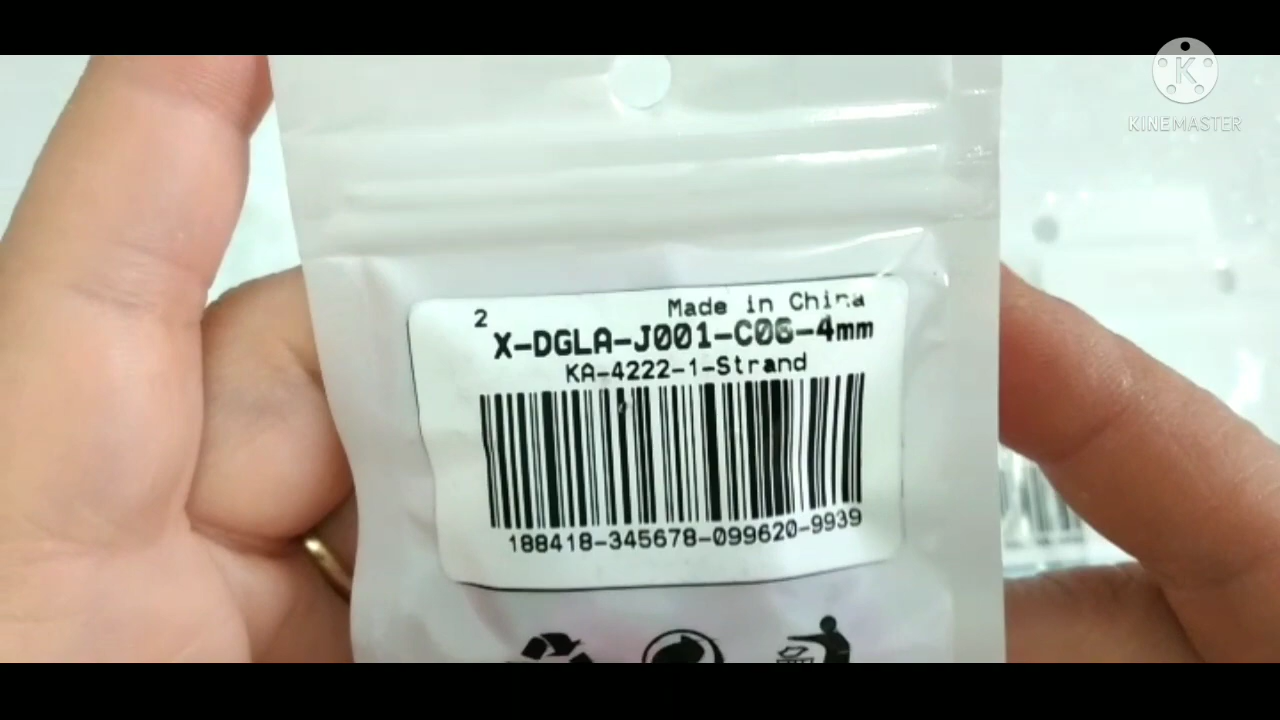 K
KINEMASTER
Made in China
2
X-DGLA-J001-C06-4mm
KA-4222-1-Strand
188418-345678-099620-9939